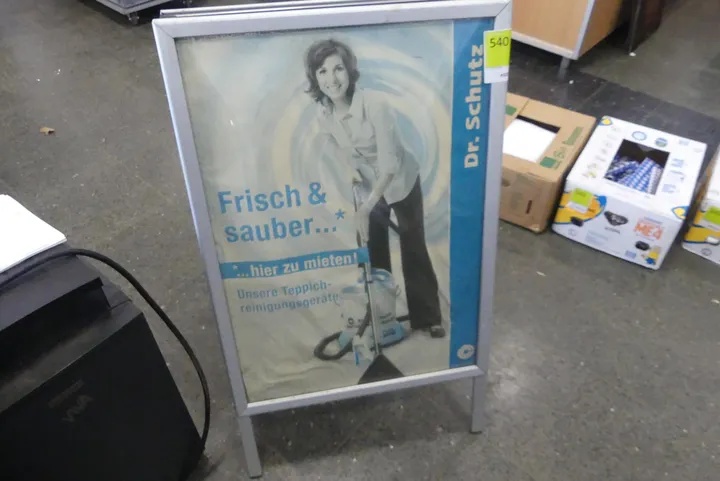 540
Dr. Schutz
Frisch &
sauber...*
*...hier zu mieten!
Unsere Teppich-
reinigungsgeräte